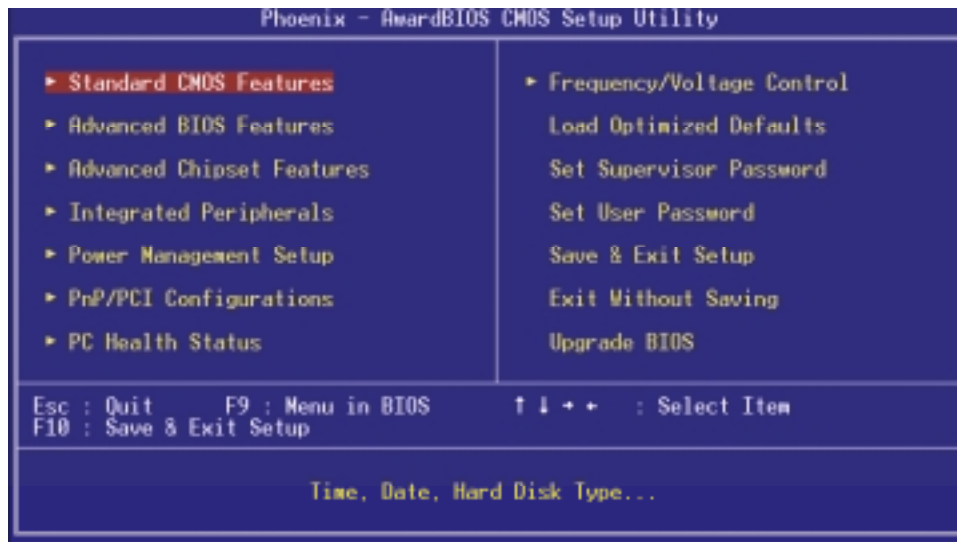 Phoenix - AwardBIOS CMOS Setup Utility
► Standard CMOS Features
► Advanced BIOS Features
► Advanced Chipset Features
► Integrated Peripherals
► Power Management Setup
► PnP/PCI Configurations
► PC Health Status
► Frequency/Voltage Control
Load Optimized Defaults
Set Supervisor Password
Set User Password
Save & Exit Setup
Exit Without Saving
Upgrade BIOS
Esc : Quit F9 : Menu in BIOS ↑ ↓ → ← : Select Item
F10 : Save & Exit Setup
Time, Date, Hard Disk Type...